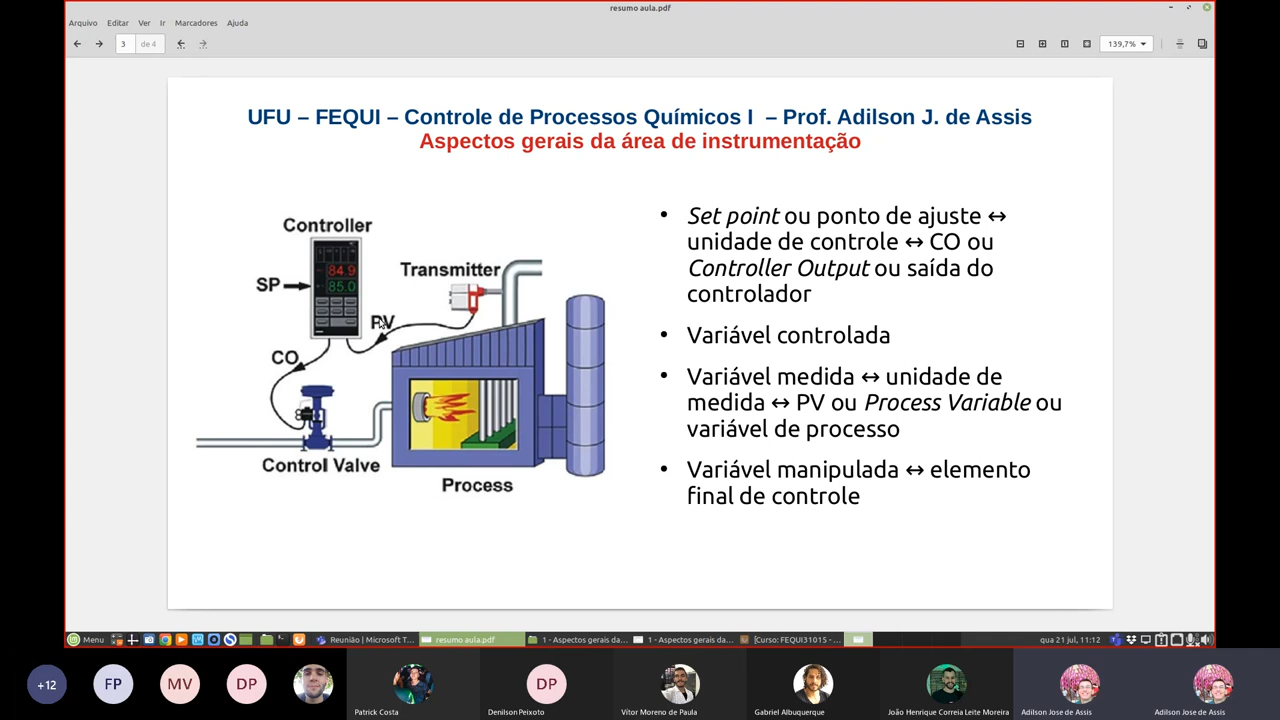 resumo aula.pdf
Arquivo Editar Ver Ir Marcadores Ajuda
3 de 4 139,7%
UFU – FEQUI – Controle de Processos Químicos I – Prof. Adilson J. de Assis
Aspectos gerais da área de instrumentação
Controller
84.9
SP
85.0
Transmitter
PV
CO
Control Valve
Process
• Set point ou ponto de ajuste ↔
unidade de controle ↔ CO ou
Controller Output ou saída do
controlador
• Variável controlada
• Variável medida ↔ unidade de
medida ↔ PV ou Process Variable ou
variável de processo
• Variável manipulada ↔ elemento
final de controle
Menu Reunião | Microsoft T... resumo aula.pdf 1 - Aspectos gerais da... 1 - Aspectos gerais da... [Curso: FEQUI31015 - ... qua 21 jul, 11:12
+12 FP MV DP DP
Patrick Costa Denilson Peixoto Vítor Moreno de Paula Gabriel Albuquerque João Henrique Correia Leite Moreira Adilson Jose de Assis Adilson Jose de Assis